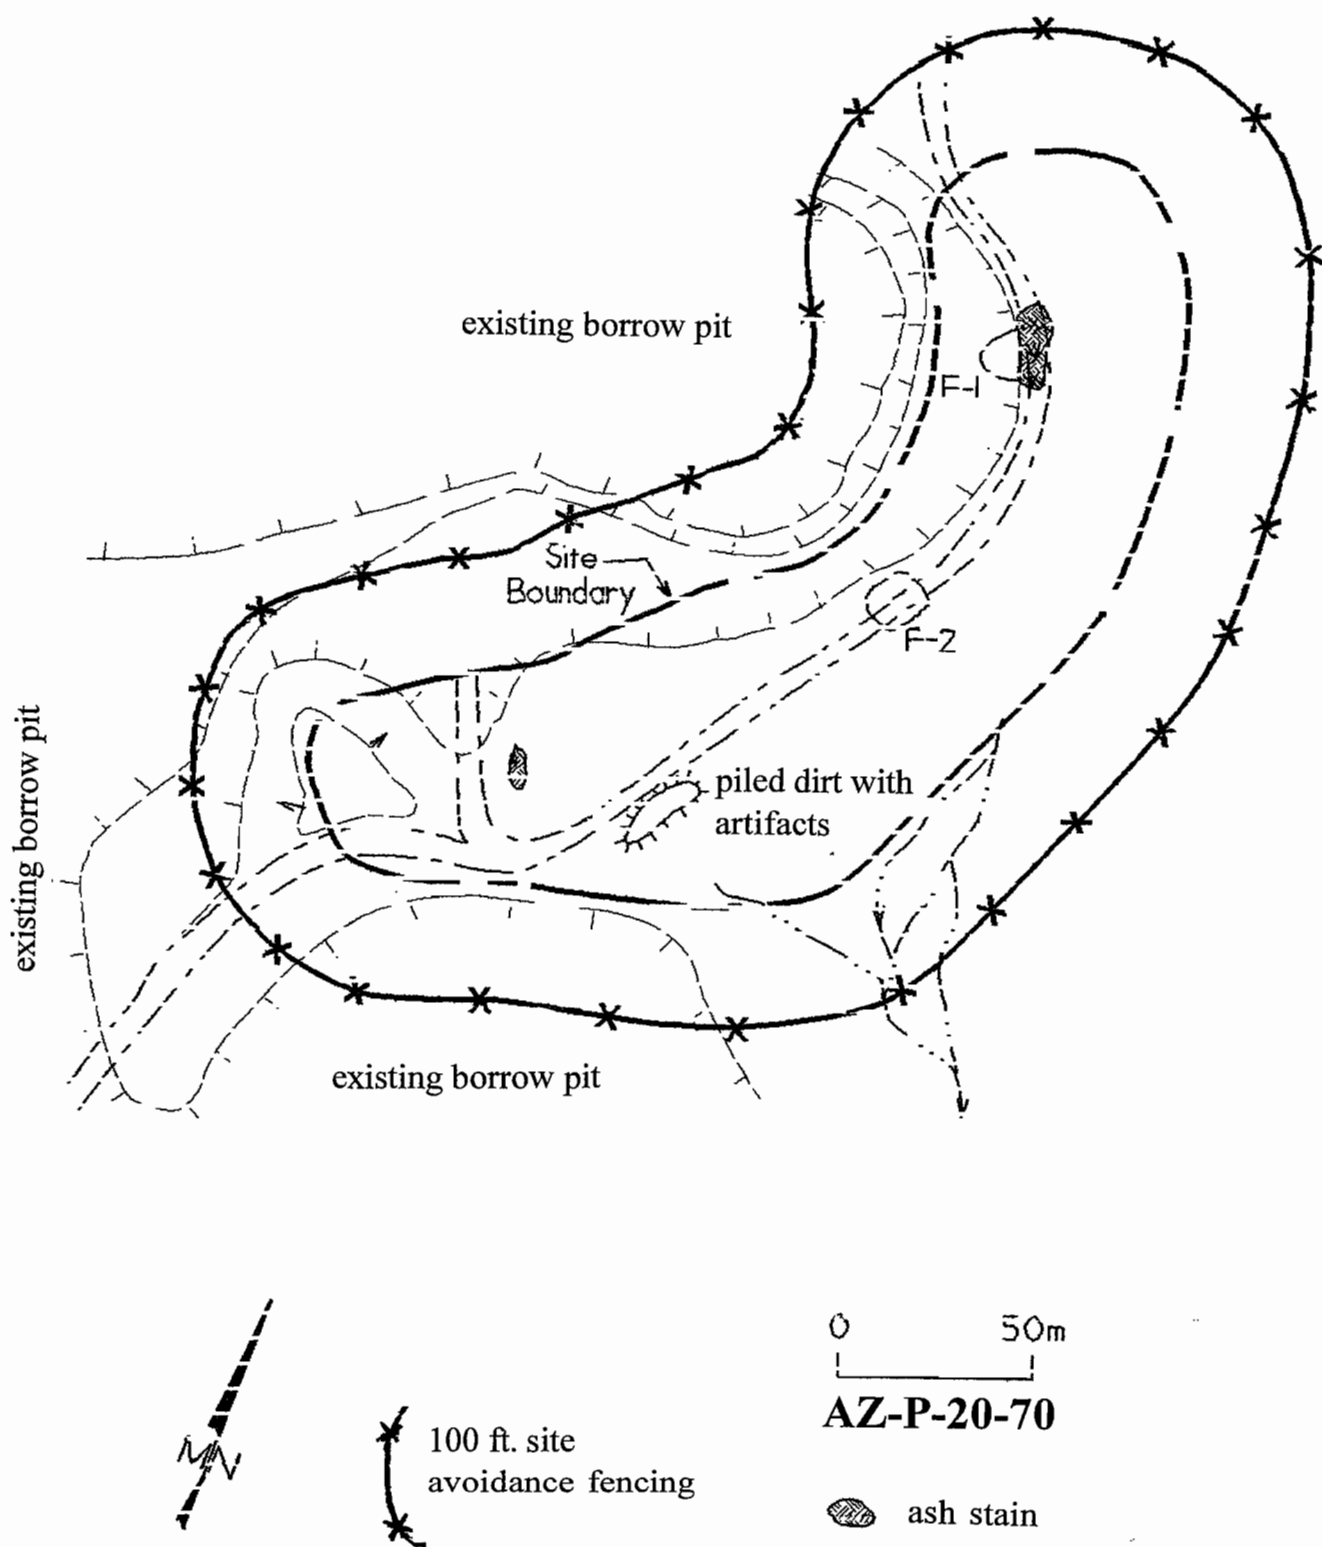 existing borrow pit
F-1
Site
Boundary
F-2
existing borrow pit
piled dirt with
artifacts
existing borrow pit
0 50m
AZ-P-20-70
MN
100 ft. site
avoidance fencing
ash stain